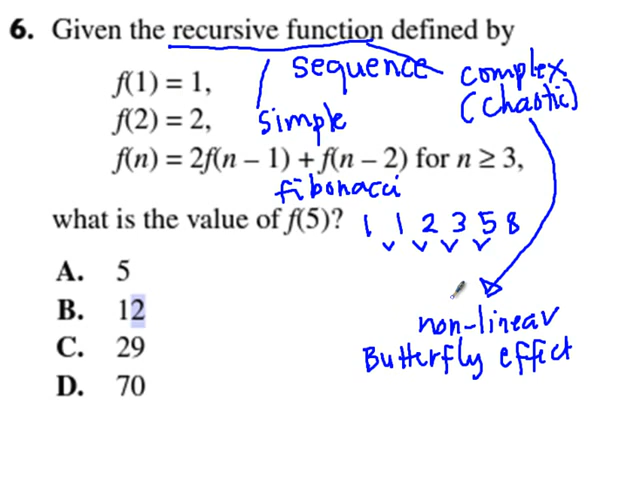 6. Given the recursive function defined by
sequence complex
f(1) = 1, (chaotic)
f(2) = 2, simple
f(n) = 2f(n − 1) + f(n − 2) for n ≥ 3,
fibonacci
what is the value of f(5)? 1 1 2 3 5 8
A. 5
B. 12
non-linear
C. 29 Butterfly effect
D. 70